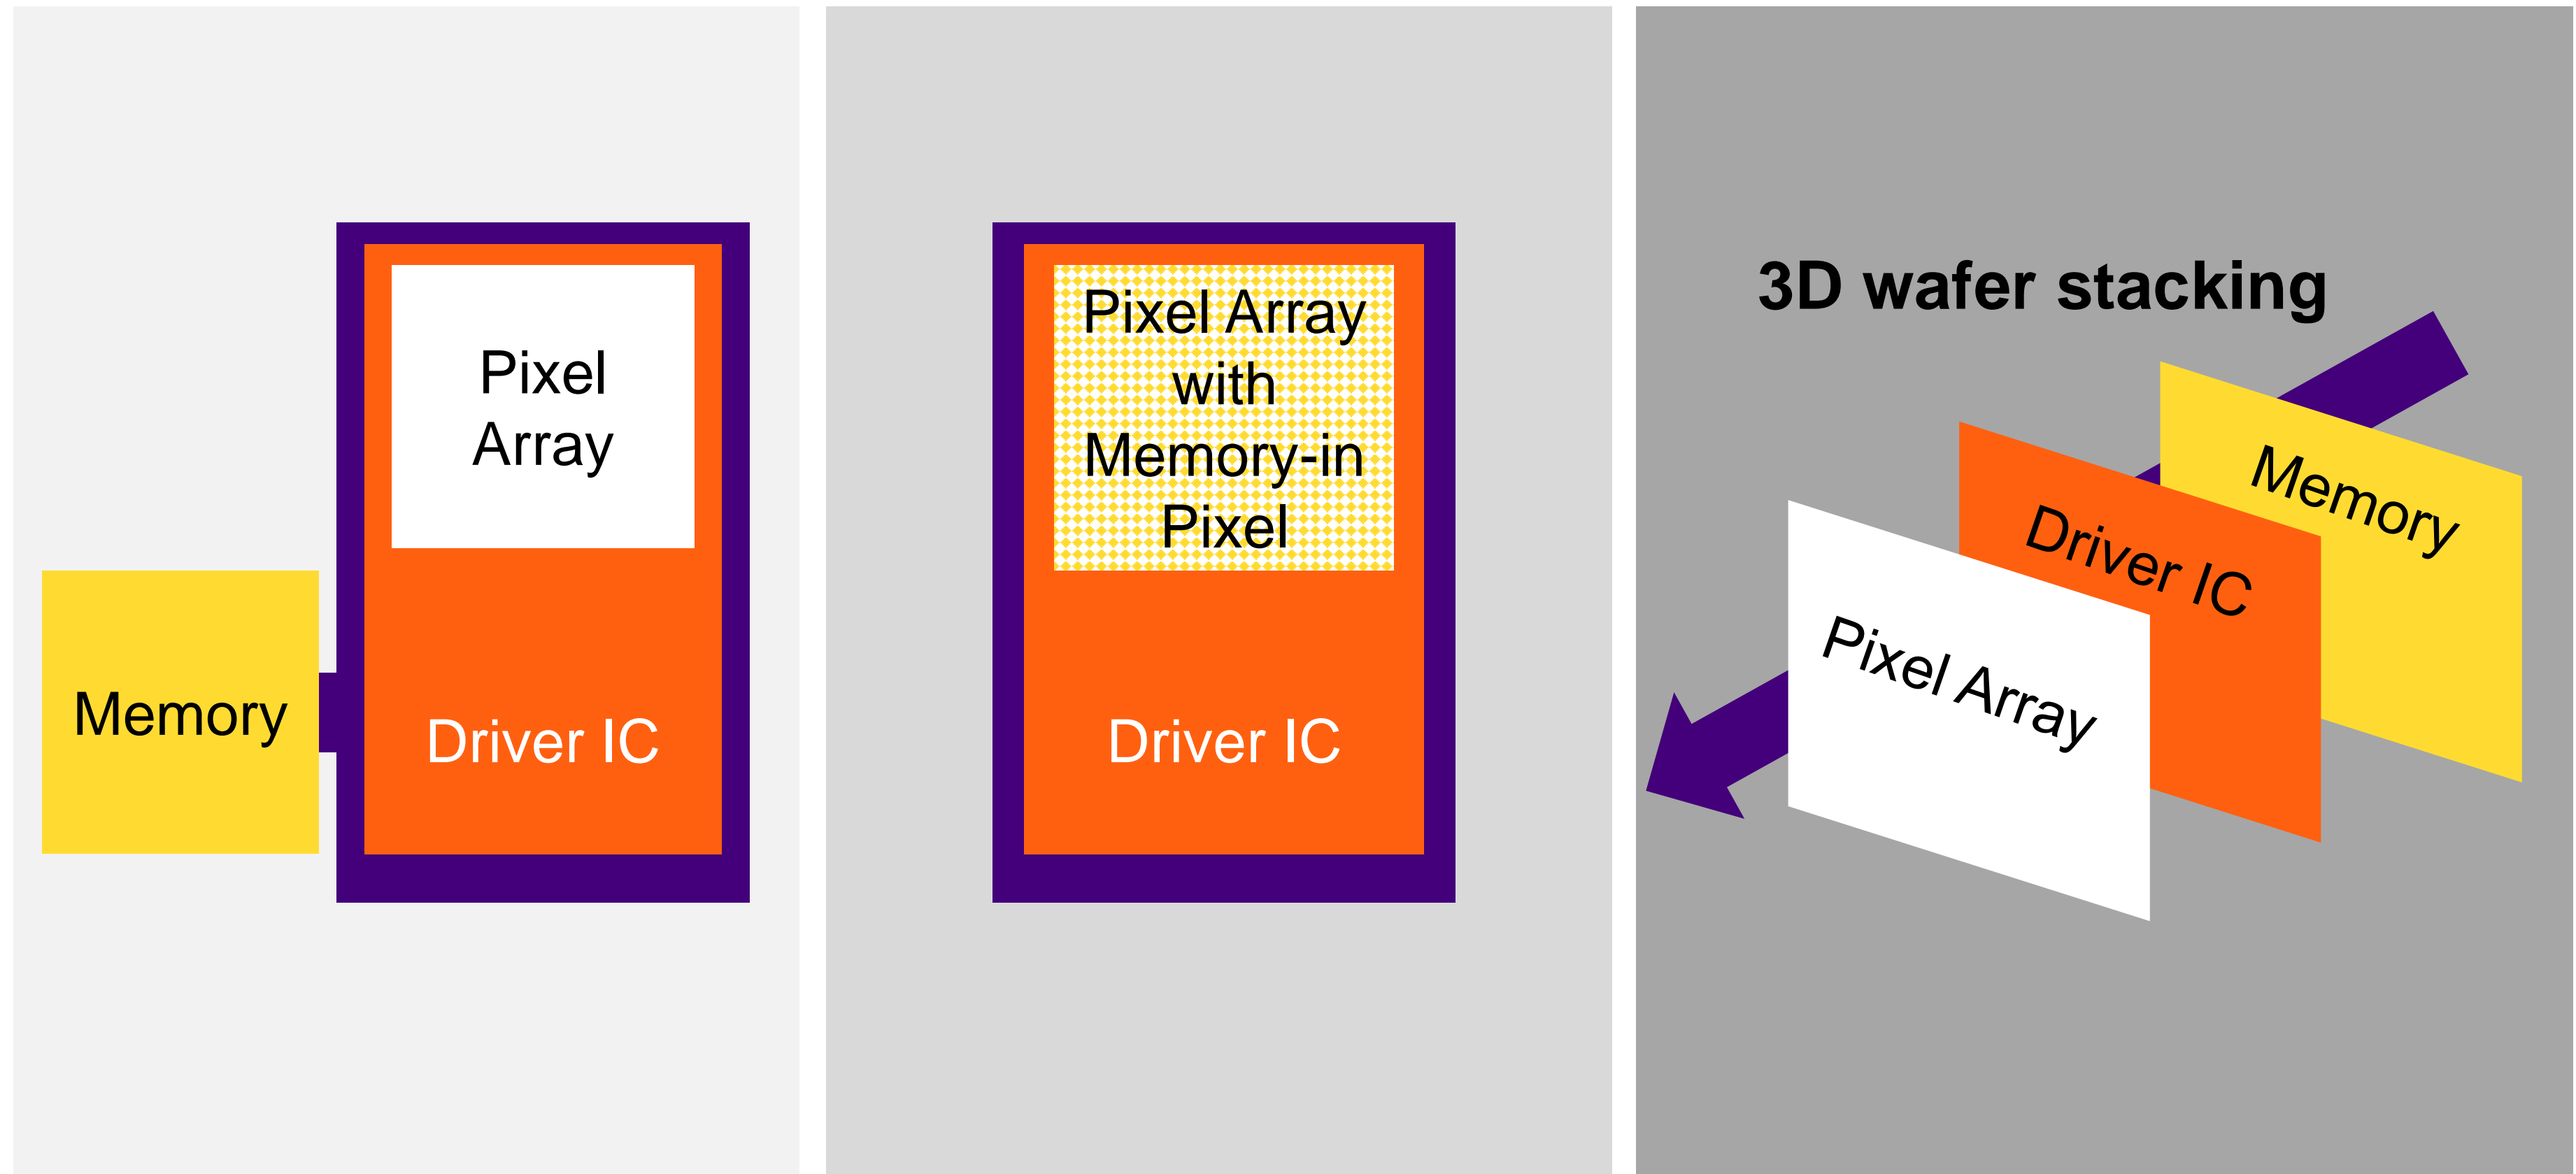 Pixel
Array
Memory
Driver IC
Pixel Array
with
Memory-in
Pixel
Driver IC
3D wafer stacking
Memory
Driver IC
Pixel Array